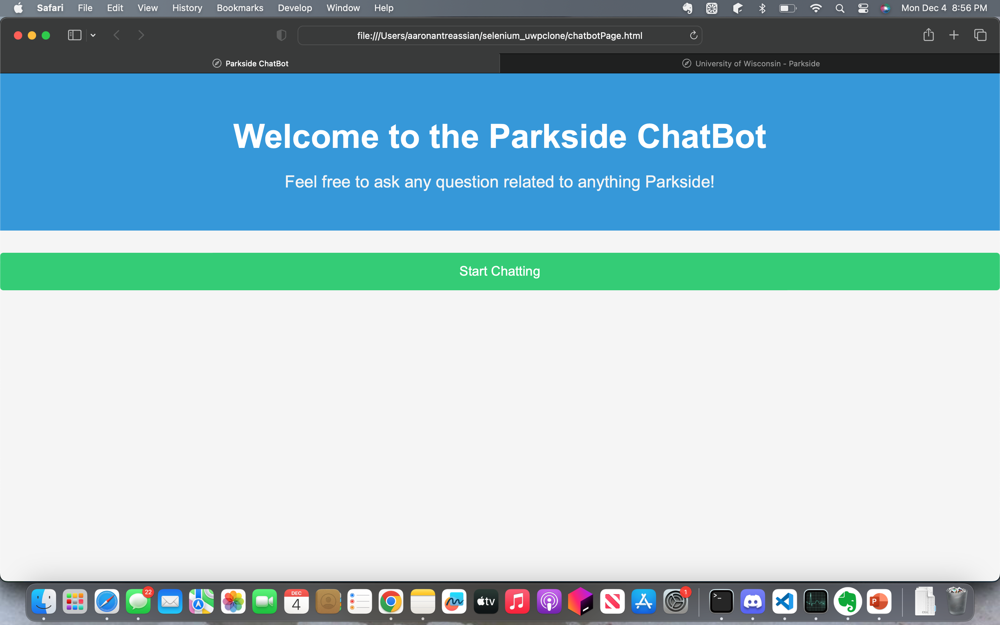 Safari File Edit View History Bookmarks Develop Window Help Mon Dec 4 8:56 PM
file:///Users/aaronantreassian/selenium_uwpclone/chatbotPage.html
Parkside ChatBot University of Wisconsin - Parkside
Welcome to the Parkside ChatBot
Feel free to ask any question related to anything Parkside!
Start Chatting
22
DEC
4
tv
1
>_
P
CSV